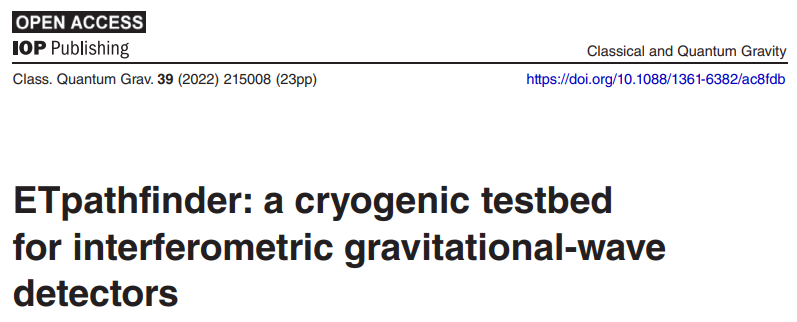 OPEN ACCESS
IOP Publishing
Classical and Quantum Gravity
Class. Quantum Grav. 39 (2022) 215008 (23pp)
https://doi.org/10.1088/1361-6382/ac8fdb
ETpathfinder: a cryogenic testbed
for interferometric gravitational-wave
detectors